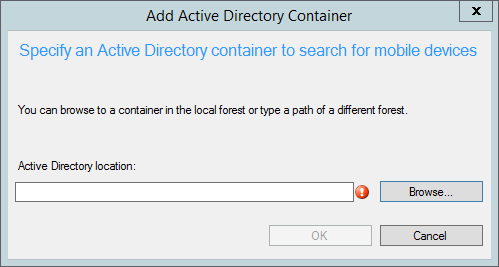 Add Active Directory Container
x
Specify an Active Directory container to search for mobile devices
You can browse to a container in the local forest or type a path of a different forest.
Active Directory location:
Browse...
OK
Cancel